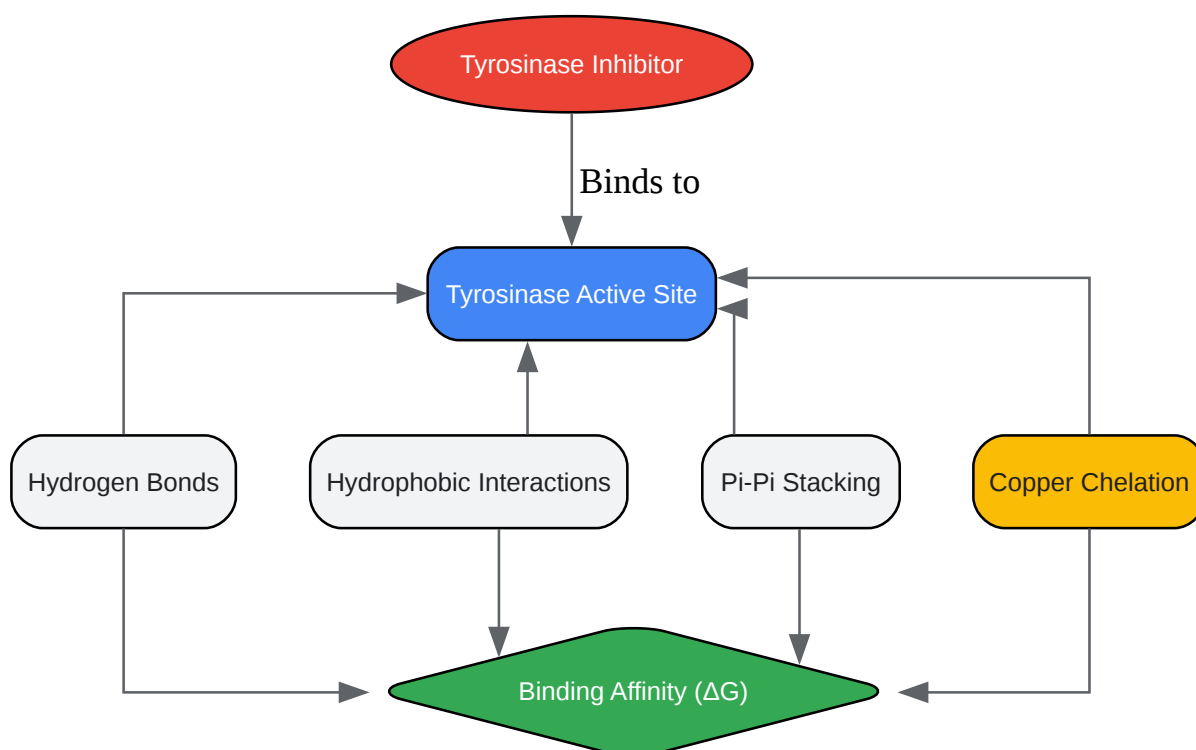 Tyrosinase Inhibitor
Binds to
Tyrosinase Active Site
Hydrogen Bonds
Hydrophobic Interactions
Pi-Pi Stacking
Copper Chelation
Binding Affinity (ΔG)